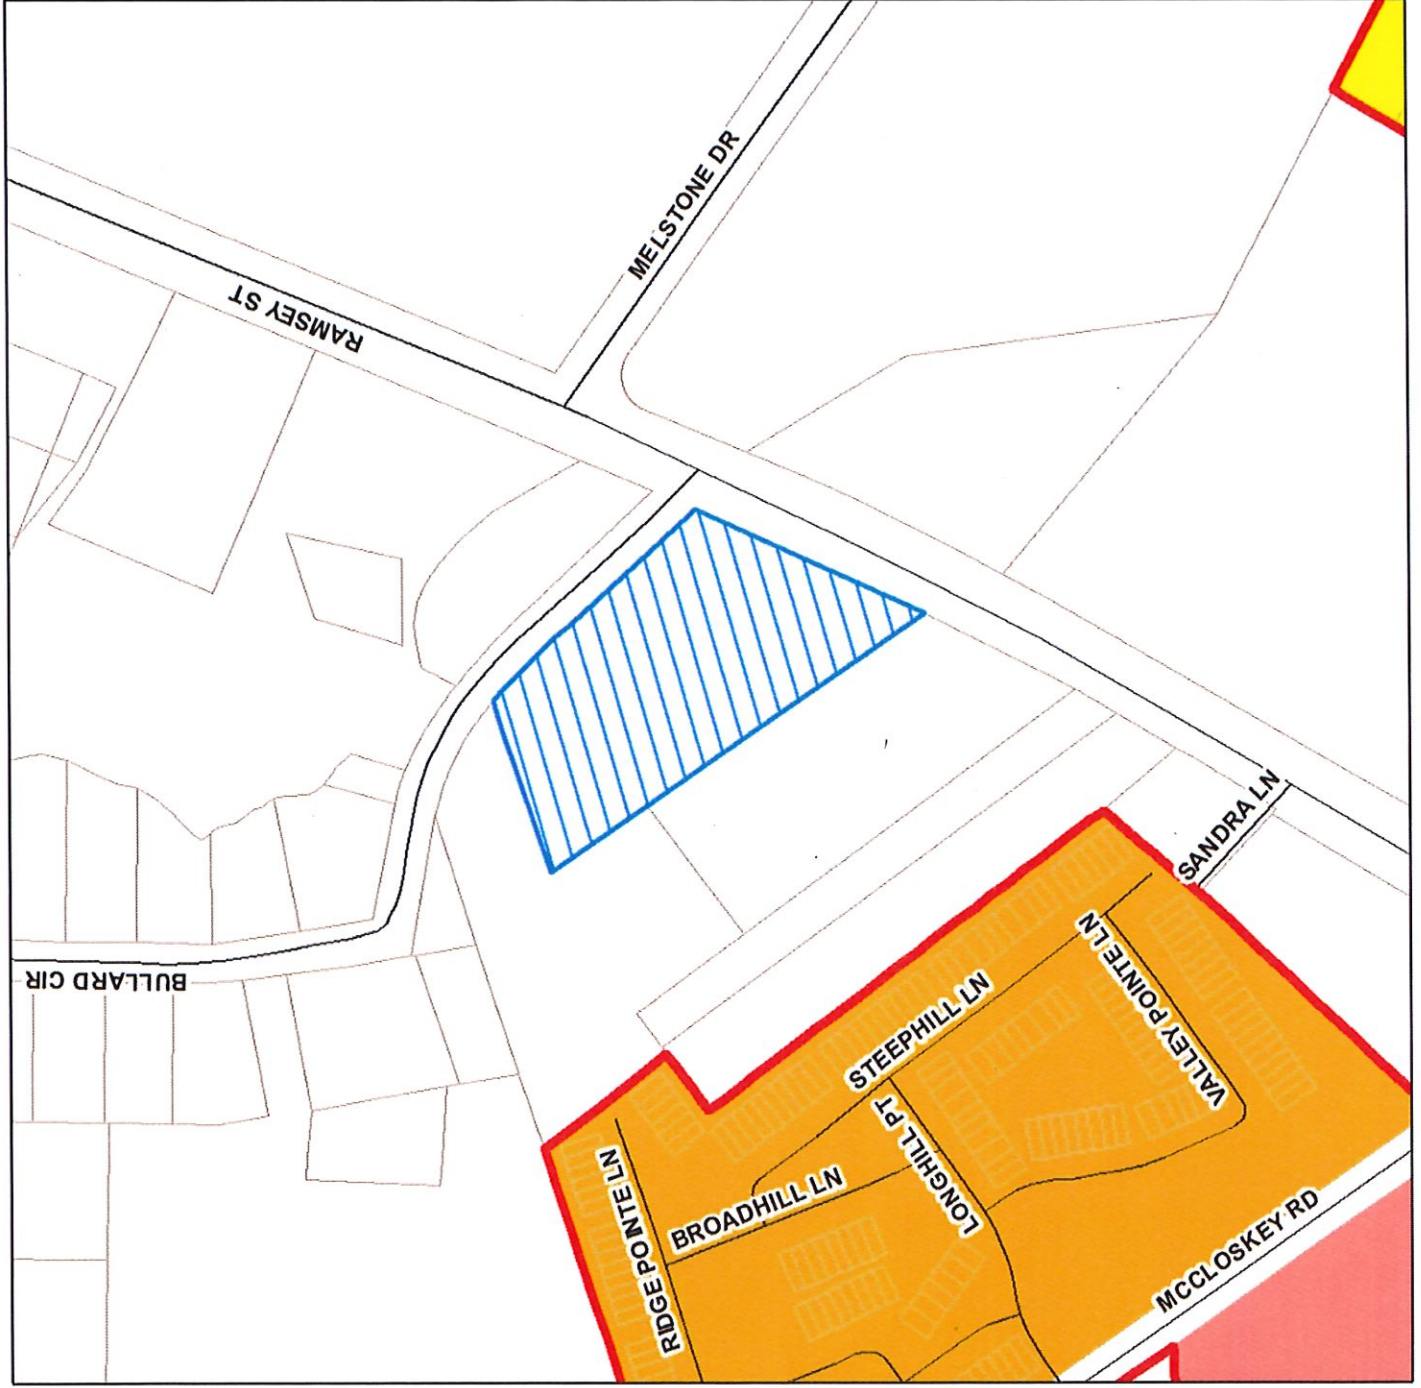 MELSTONE DR
RAMSEY ST
SANDRA LN
BULLARD CIR
STEEPHILL LN
VALLEY POINTE LN
LONGHILL PT
RIDGE POINTE LN
BROADHILL LN
MCCLOSKEY RD